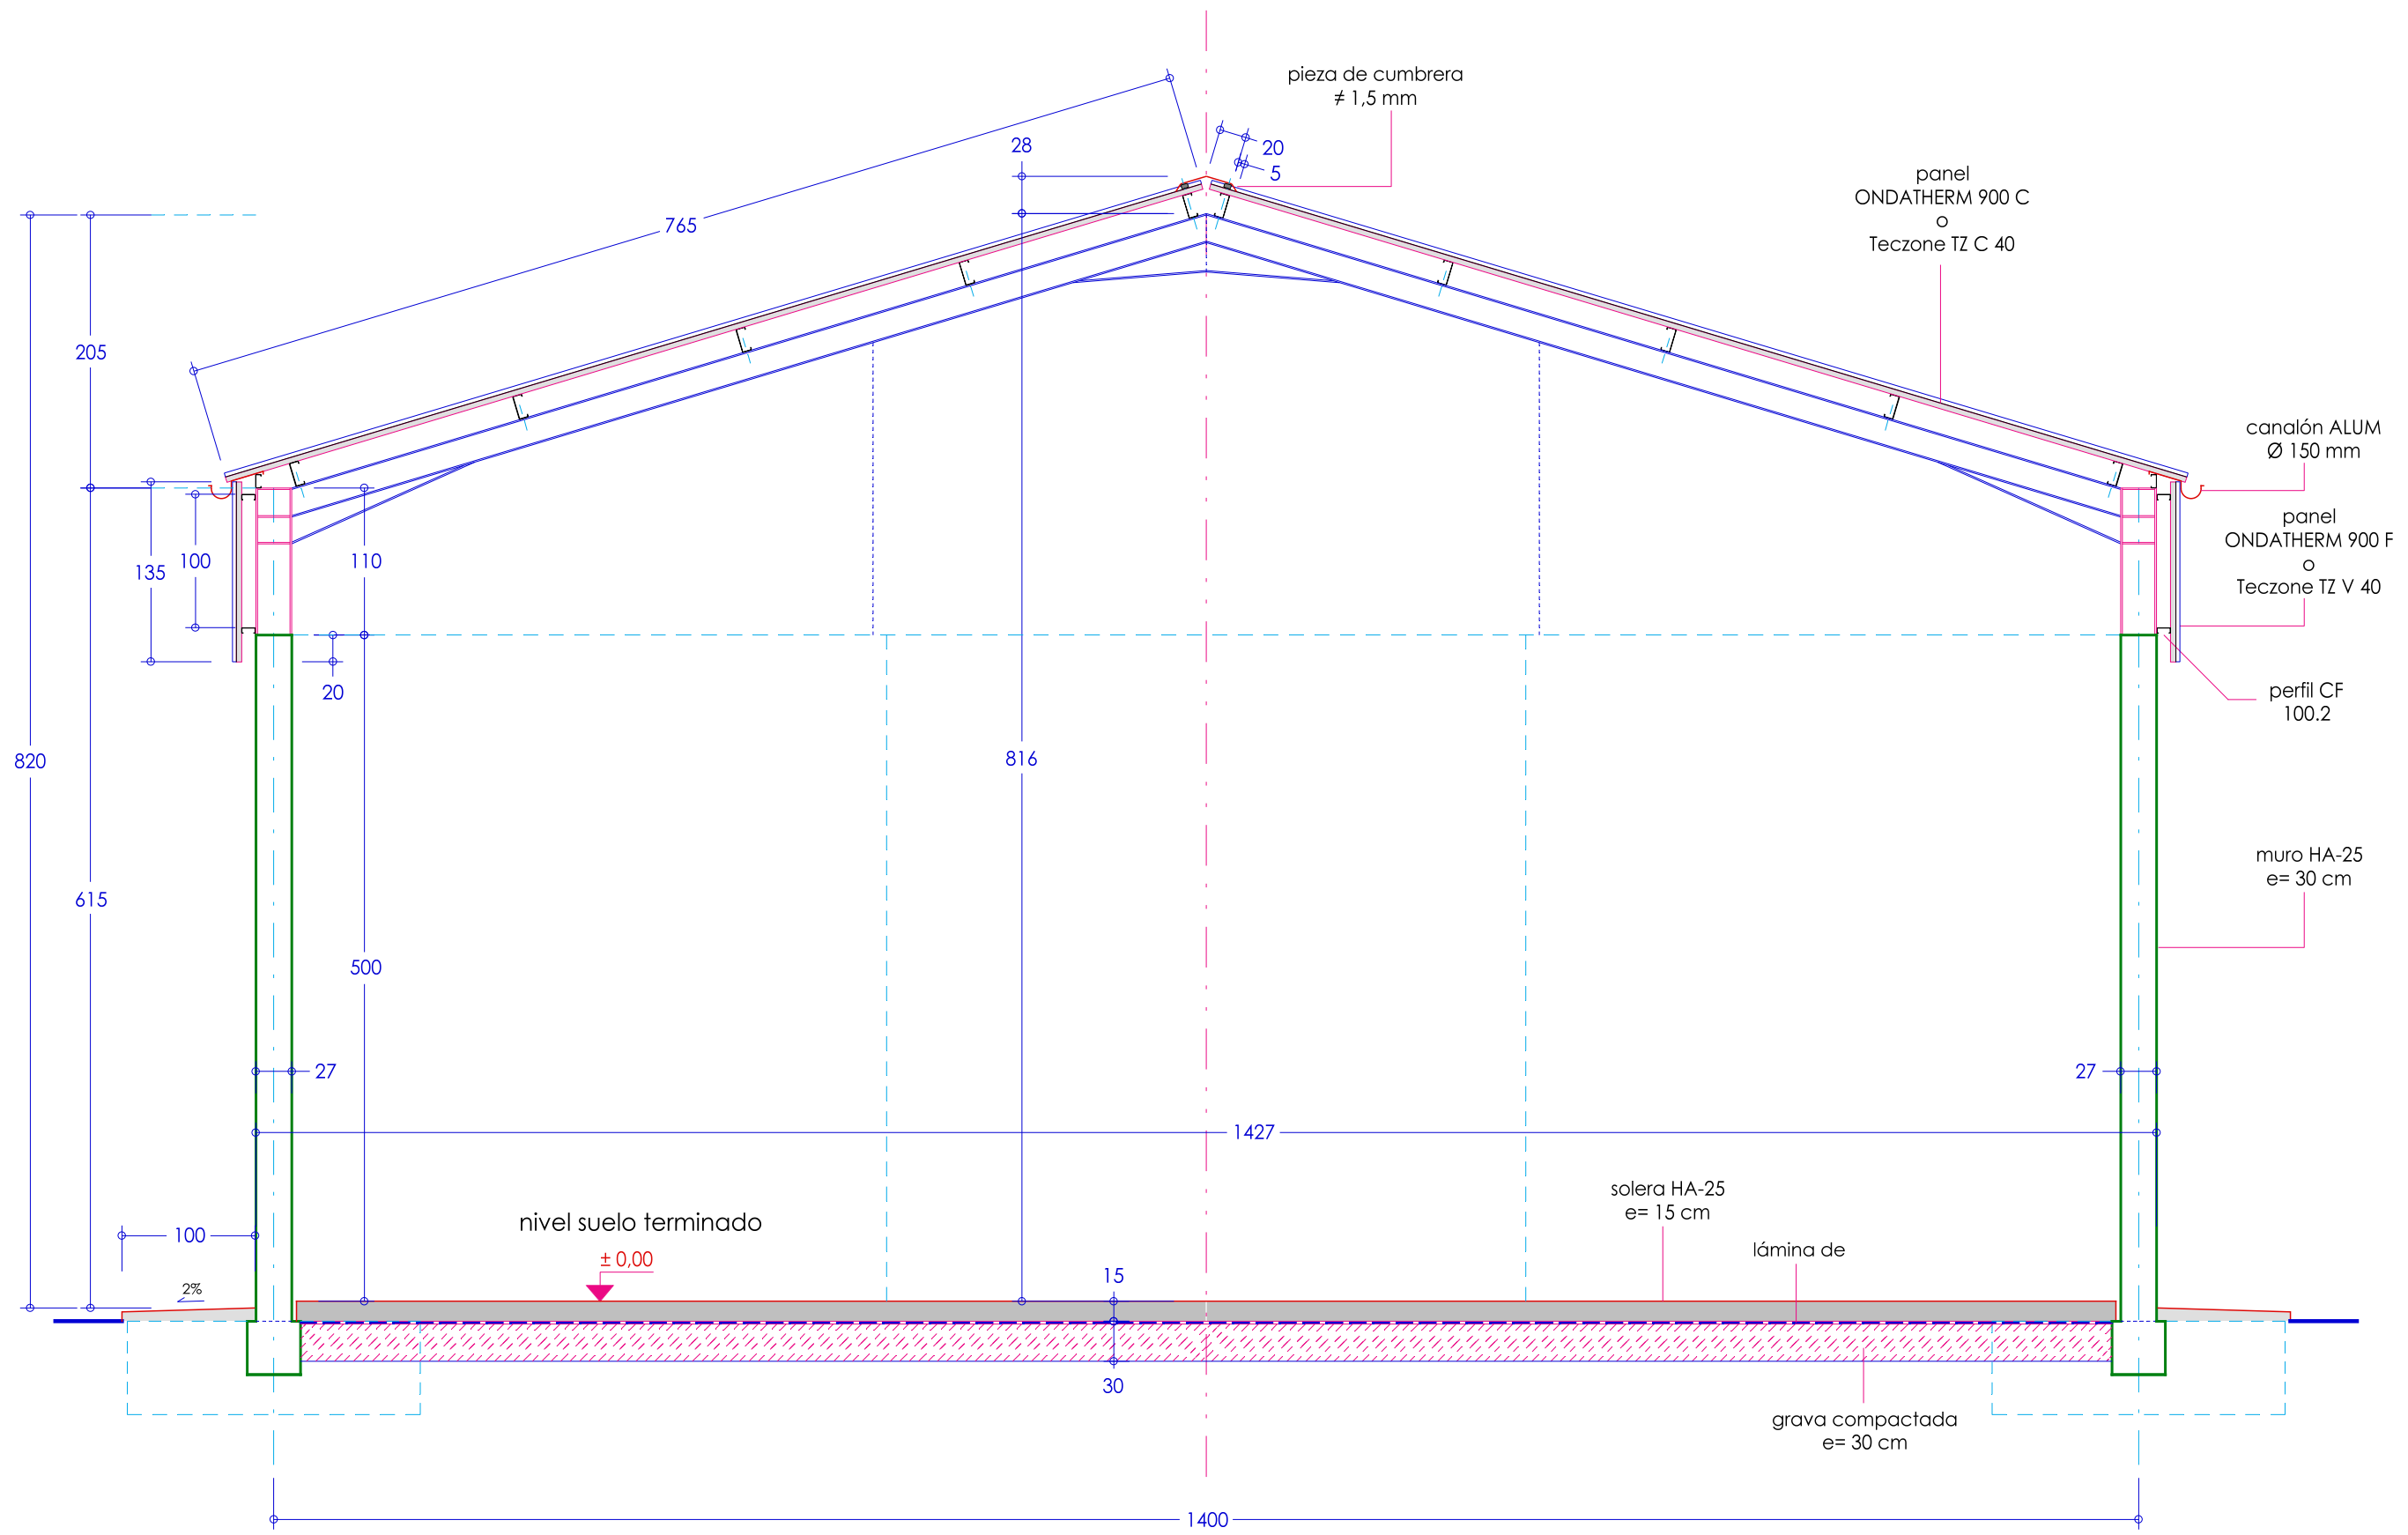 pieza de cumbrera
≠ 1,5 mm
28
20
5
panel
ONDATHERM 900 C
o
Teczone TZ C 40
765
205
canalón ALUM
Ø 150 mm
panel
ONDATHERM 900 F
o
Teczone TZ V 40
135
100
110
20
perfil CF
100.2
820
816
muro HA-25
e= 30 cm
615
500
27
27
1427
solera HA-25
e= 15 cm
nivel suelo terminado
± 0,00
100
lámina de
2%
15
30
grava compactada
e= 30 cm
1400